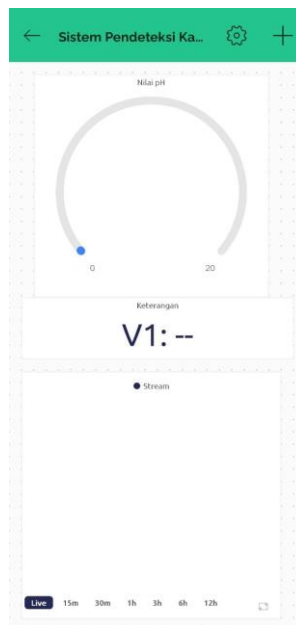 Sistem Pendeteksi Ka...
Nilai pH
0 20
Keterangan
V1: --
Stream
Live 15m 30m 1h 3h 6h 12h